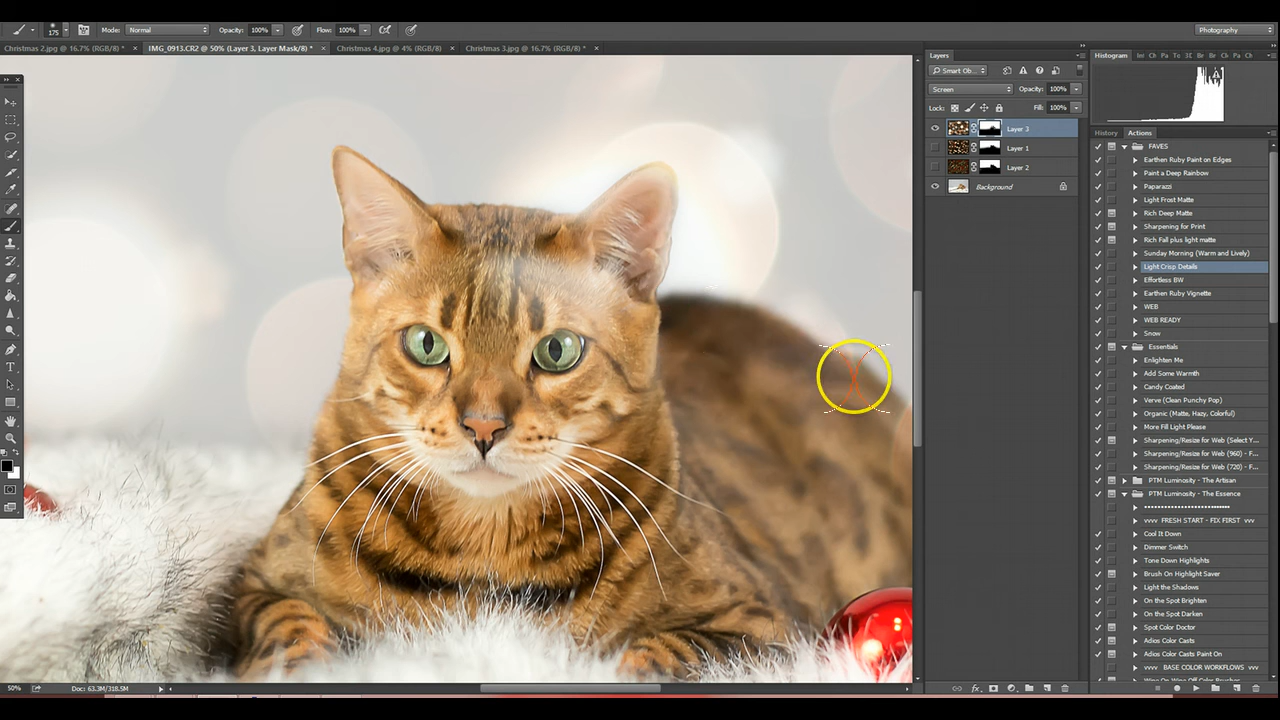 175 Mode: Normal Opacity: 100% Flow: 100% Photography
Christmas 2.jpg @ 16.7% (RGB/8) * × IMG_0913.CR2 @ 50% (Layer 3, Layer Mask/8) * × Christmas 4.jpg @ 4% (RGB/8) × Christmas 3.jpg @ 16.7% (RGB/8) * ×
Layers
Smart Ob...
Screen Opacity: 100%
Lock: Fill: 100%
Layer 3
Layer 1
Layer 2
Background
Histogram
History Actions
FAVES
Earthen Ruby Paint on Edges
Paint a Deep Rainbow
Paparazzi
Light Frost Matte
Rich Deep Matte
Sharpening for Print
Rich Fall plus light matte
Sunday Morning (Warm and Lively)
Light Crisp Details
Effortless BW
Earthen Ruby Vignette
WEB
WEB READY
Snow
Essentials
Enlighten Me
Add Some Warmth
Candy Coated
Verve (Clean Punchy Pop)
Organic (Matte, Hazy, Colorful)
More Fill Light Please
Sharpening/Resize for Web (Select Y...
Sharpening/Resize for Web (960) - F...
Sharpening/Resize for Web (720) - F...
PTM Luminosity - The Artisan
PTM Luminosity - The Essence
vvvv FRESH START - FIX FIRST vvv
Cool It Down
Dimmer Switch
Tone Down Highlights
Brush On Highlight Saver
Light the Shadows
On the Spot Brighten
On the Spot Darken
Spot Color Doctor
Adios Color Casts
Adios Color Casts Paint On
vvvv BASE COLOR WORKFLOWS vvv
50% Doc: 63.3M/318.5M